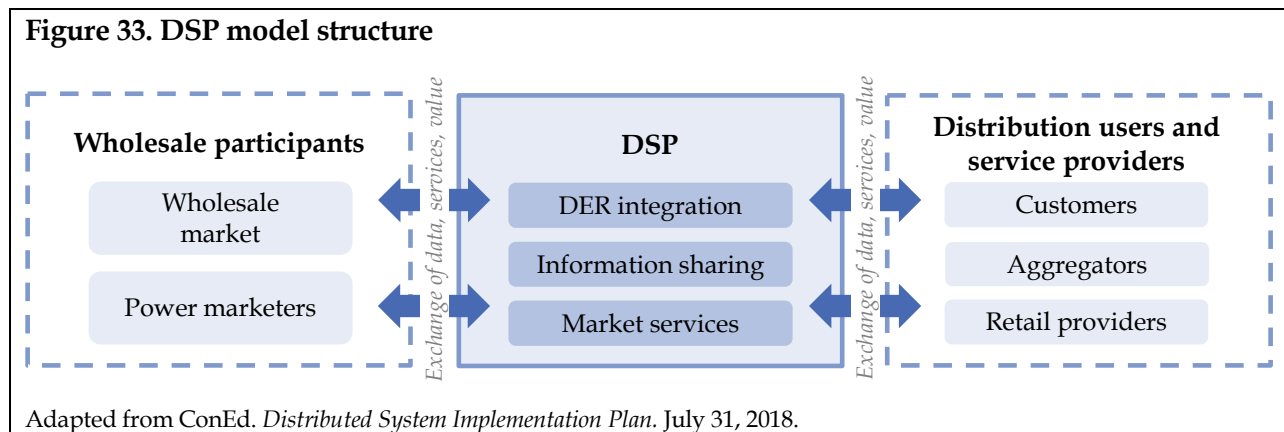 Figure 33. DSP model structure
Wholesale participants
Wholesale
market
Power marketers
Exchange of data, services, value
DSP
DER integration
Information sharing
Market services
Exchange of data, services, value
Distribution users and
service providers
Customers
Aggregators
Retail providers
Adapted from ConEd. Distributed System Implementation Plan. July 31, 2018.